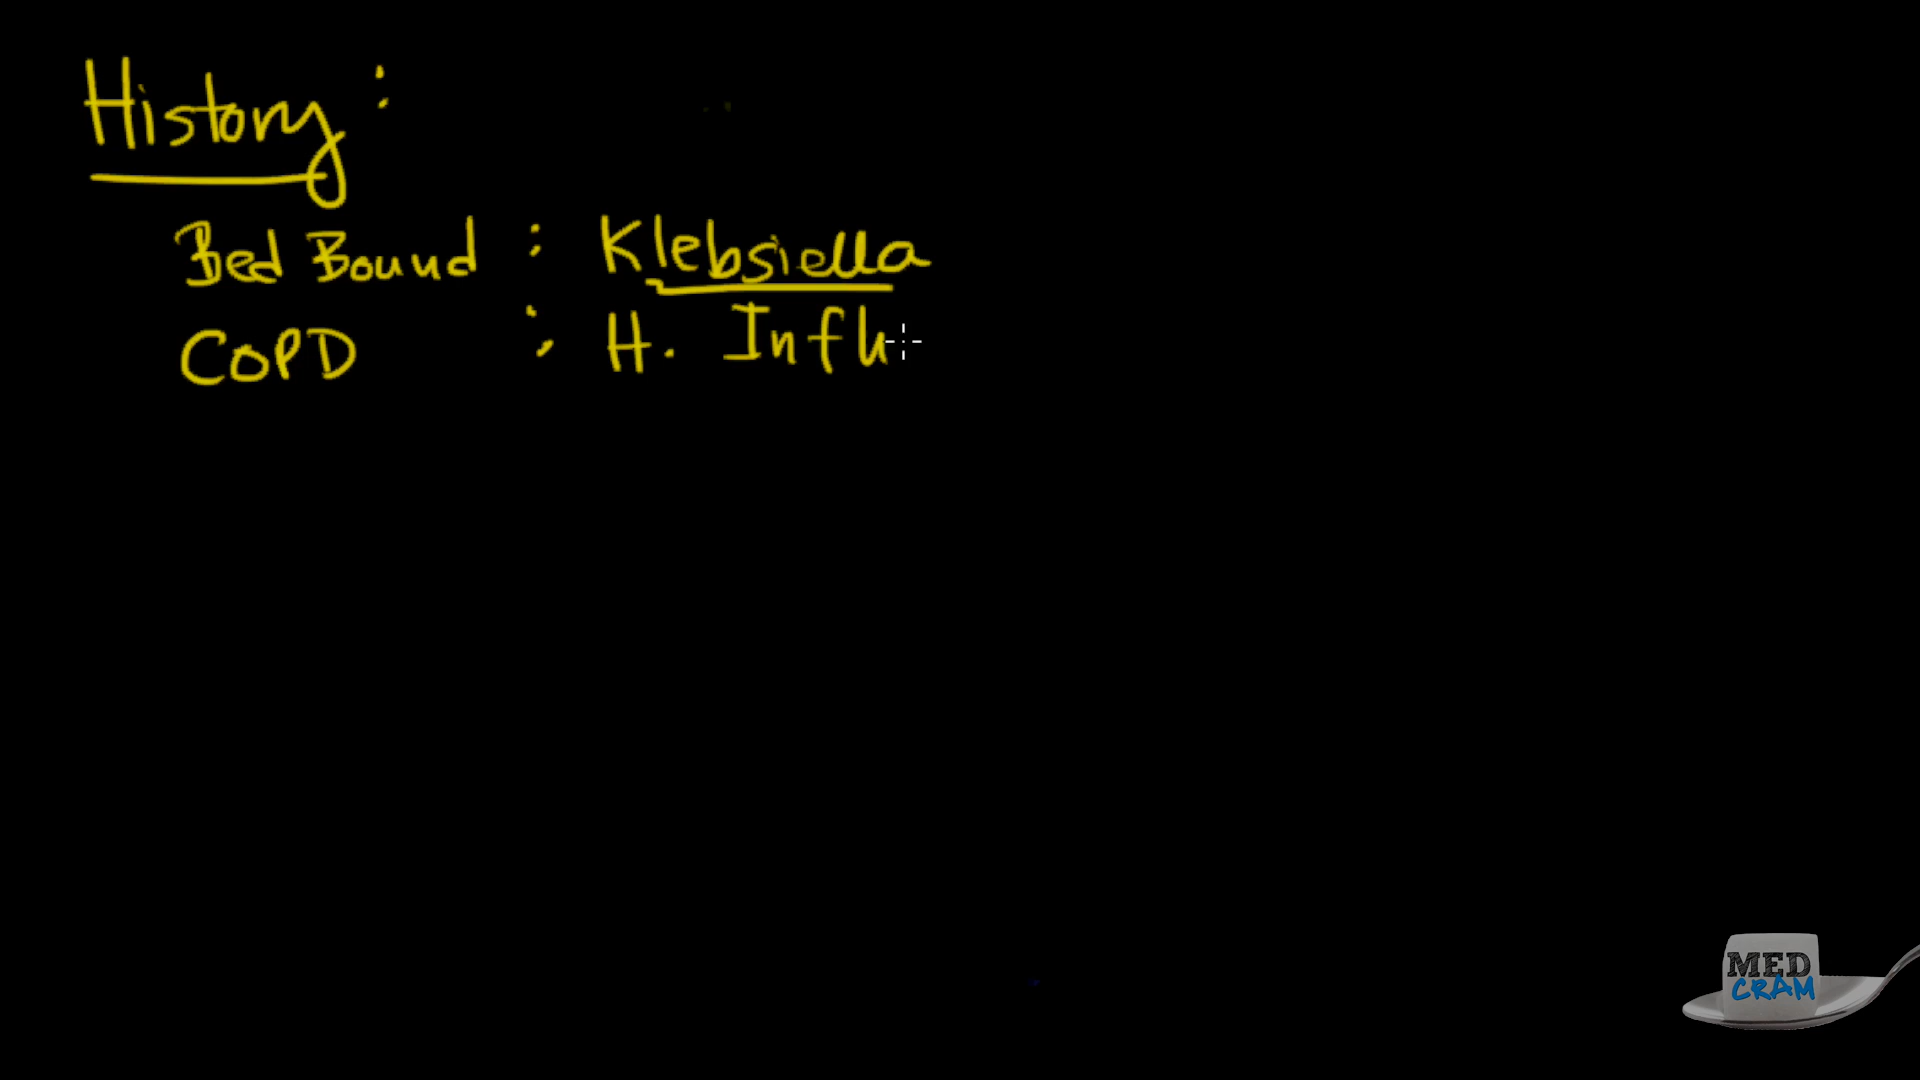 History:
Bed Bound : Klebsiella
COPD : H. Influ
MED
CRAM